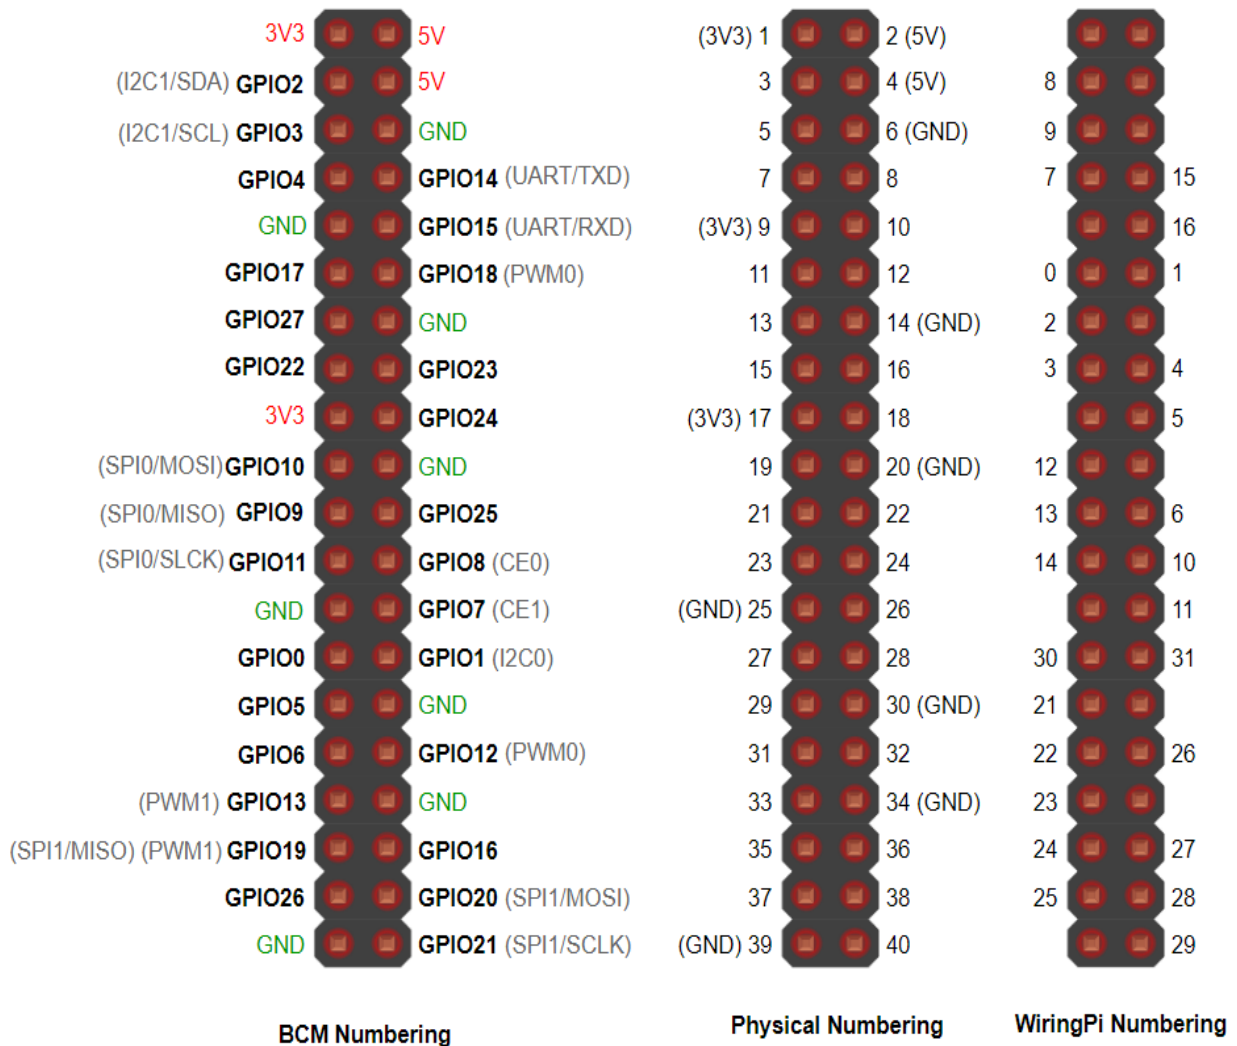 3V3 5V (3V3) 1 2 (5V)
(I2C1/SDA) GPIO2 5V 3 4 (5V) 8
(I2C1/SCL) GPIO3 GND 5 6 (GND) 9
GPIO4 GPIO14 (UART/TXD) 7 8 7 15
GND GPIO15 (UART/RXD) (3V3) 9 10 16
GPIO17 GPIO18 (PWM0) 11 12 0 1
GPIO27 GND 13 14 (GND) 2
GPIO22 GPIO23 15 16 3 4
3V3 GPIO24 (3V3) 17 18 5
(SPI0/MOSI) GPIO10 GND 19 20 (GND) 12
(SPI0/MISO) GPIO9 GPIO25 21 22 13 6
(SPI0/SLCK) GPIO11 GPIO8 (CE0) 23 24 14 10
GND GPIO7 (CE1) (GND) 25 26 11
GPIO0 GPIO1 (I2C0) 27 28 30 31
GPIO5 GND 29 30 (GND) 21
GPIO6 GPIO12 (PWM0) 31 32 22 26
(PWM1) GPIO13 GND 33 34 (GND) 23
(SPI1/MISO) (PWM1) GPIO19 GPIO16 35 36 24 27
GPIO26 GPIO20 (SPI1/MOSI) 37 38 25 28
GND GPIO21 (SPI1/SCLK) (GND) 39 40 29
BCM Numbering Physical Numbering WiringPi Numbering